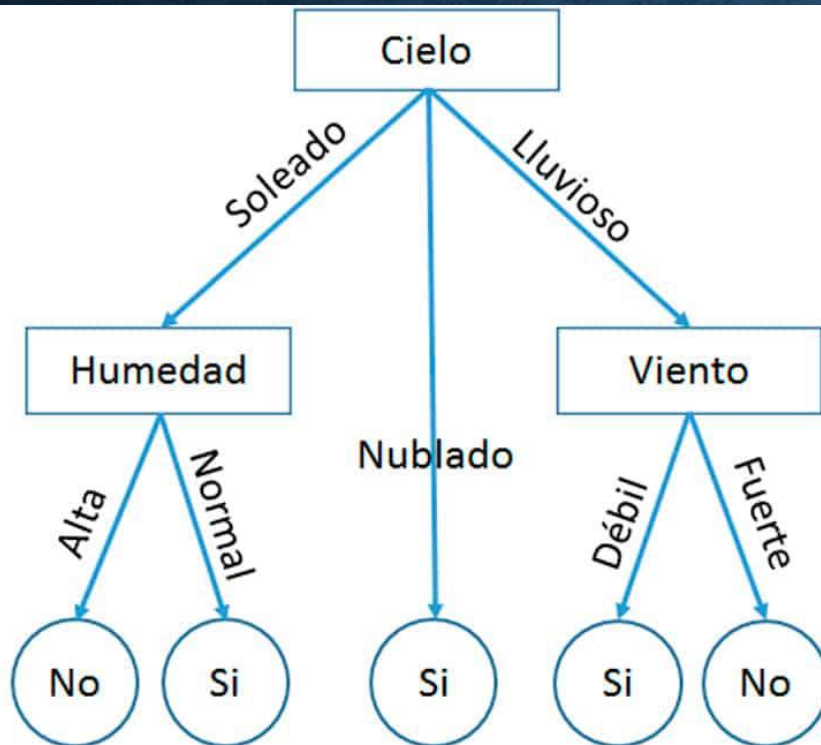 Cielo
Soleado
Lluvioso
Humedad
Viento
Nublado
Alta
Normal
Débil
Fuerte
No
Si
Si
Si
No